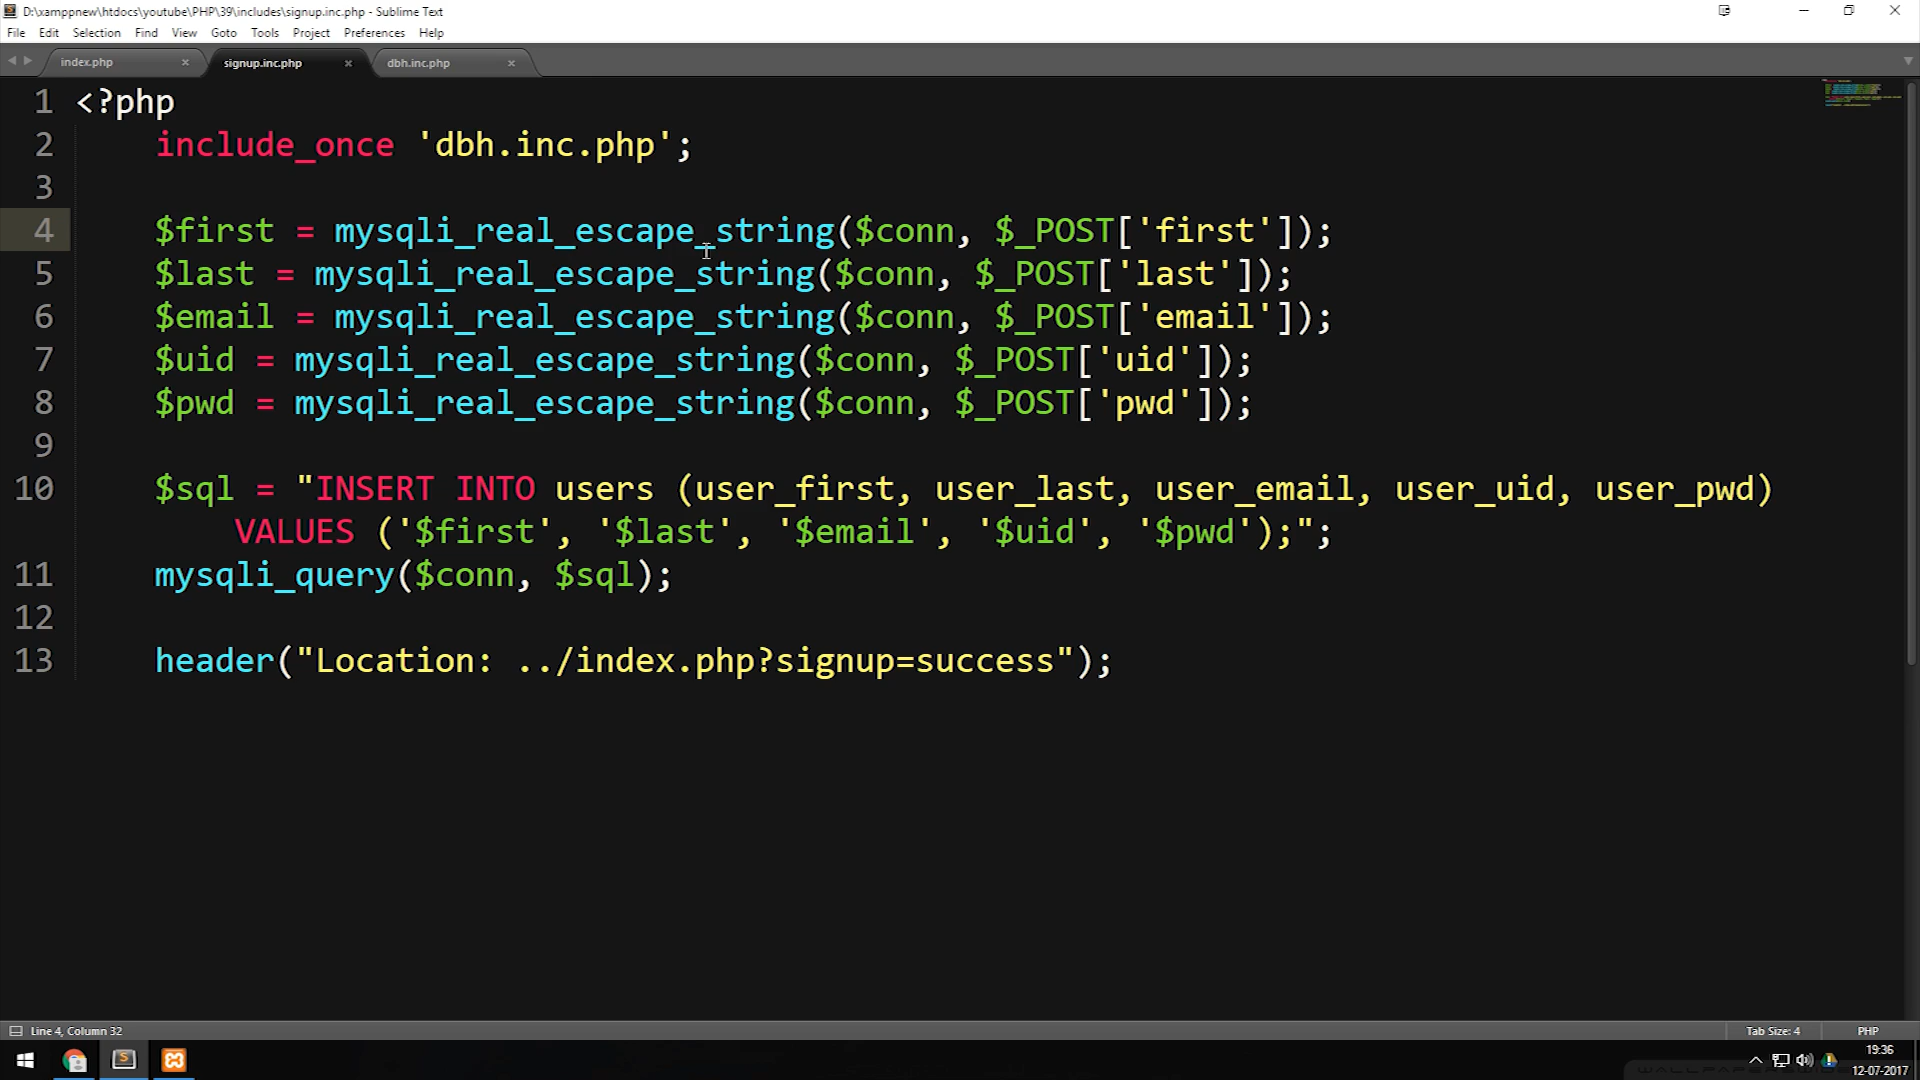 D:\xamppnew\htdocs\youtube\PHP\39\includes\signup.inc.php - Sublime Text
File Edit Selection Find View Goto Tools Project Preferences Help
index.php × signup.inc.php × dbh.inc.php ×
1 <?php
2 include_once 'dbh.inc.php';
3
4 $first = mysqli_real_escape_string($conn, $_POST['first']);
5 $last = mysqli_real_escape_string($conn, $_POST['last']);
6 $email = mysqli_real_escape_string($conn, $_POST['email']);
7 $uid = mysqli_real_escape_string($conn, $_POST['uid']);
8 $pwd = mysqli_real_escape_string($conn, $_POST['pwd']);
9
10 $sql = "INSERT INTO users (user_first, user_last, user_email, user_uid, user_pwd)
VALUES ('$first', '$last', '$email', '$uid', '$pwd');";
11 mysqli_query($conn, $sql);
12
13 header("Location: ../index.php?signup=success");
Line 4, Column 32 Tab Size: 4 PHP
19:36
12-07-2017